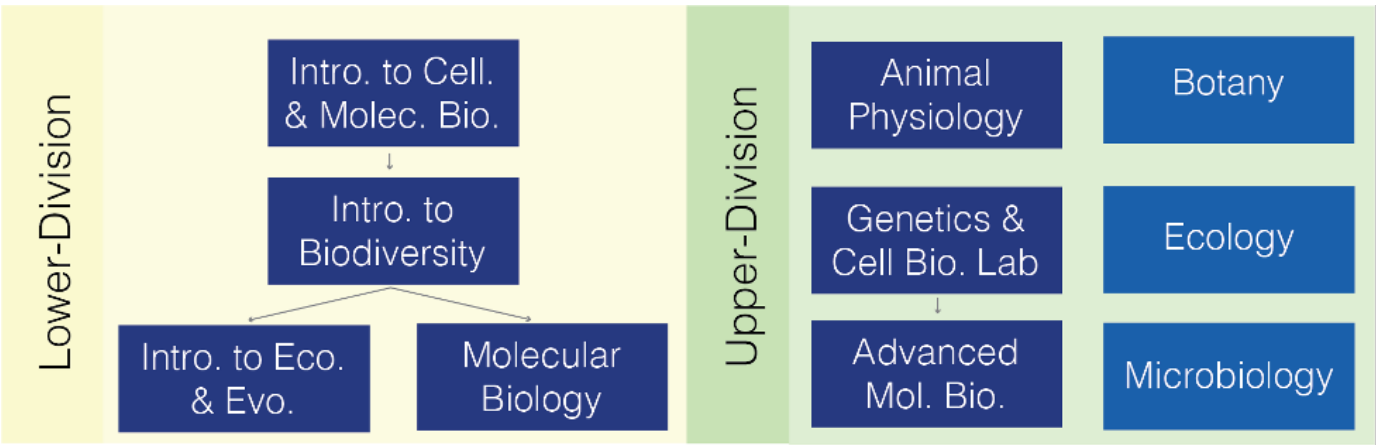 Lower-Division
Intro. to Cell.
& Molec. Bio.
Intro. to
Biodiversity
Intro. to Eco.
& Evo.
Molecular
Biology
Upper-Division
Animal
Physiology
Genetics &
Cell Bio. Lab
Advanced
Mol. Bio.
Botany
Ecology
Microbiology